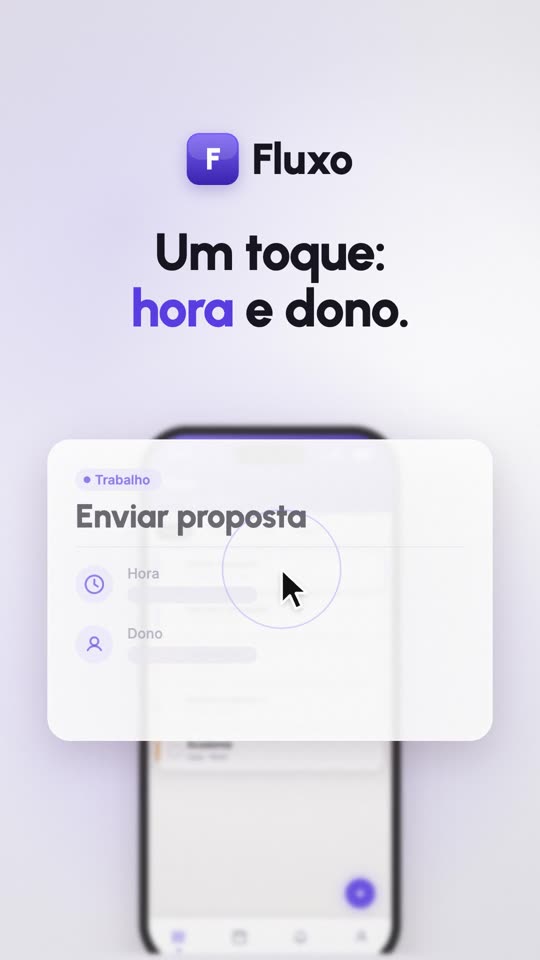 F Fluxo
Um toque:
hora e dono.
Trabalho
Enviar proposta
Hora
Dono